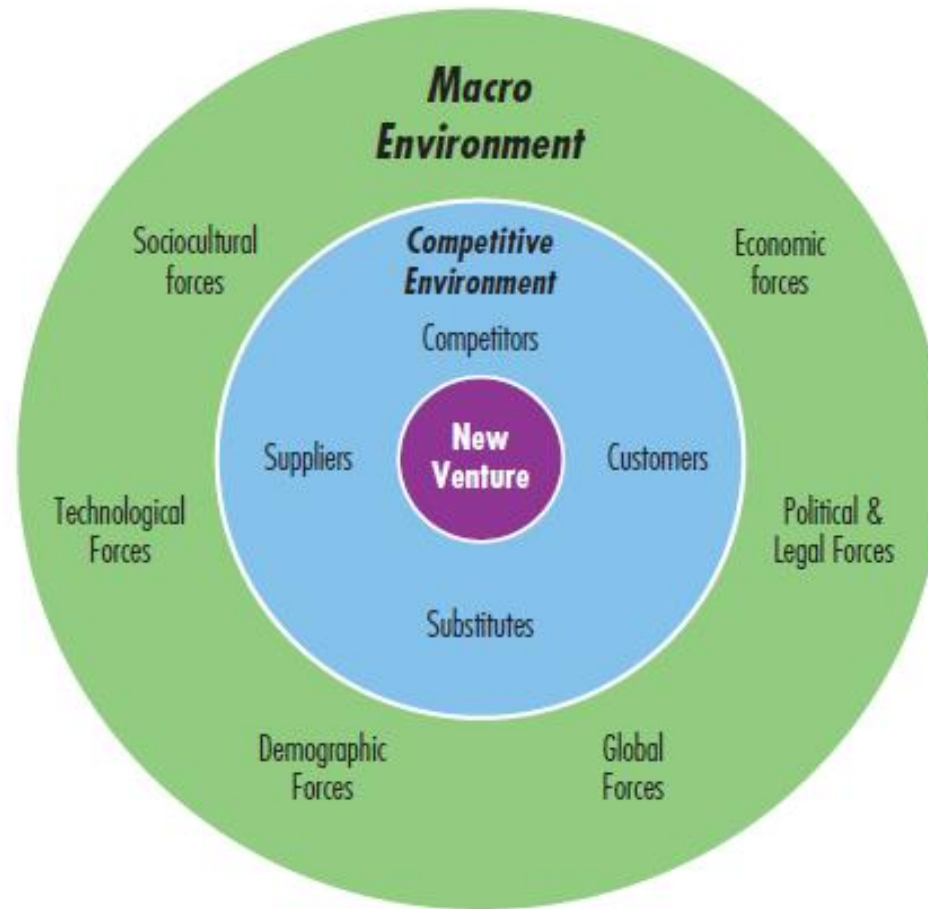 Macro
Environment
Sociocultural
forces
Economic
forces
Competitive
Environment
Competitors
Suppliers
New
Venture
Customers
Technological
Forces
Political &
Legal Forces
Substitutes
Demographic
Forces
Global
Forces